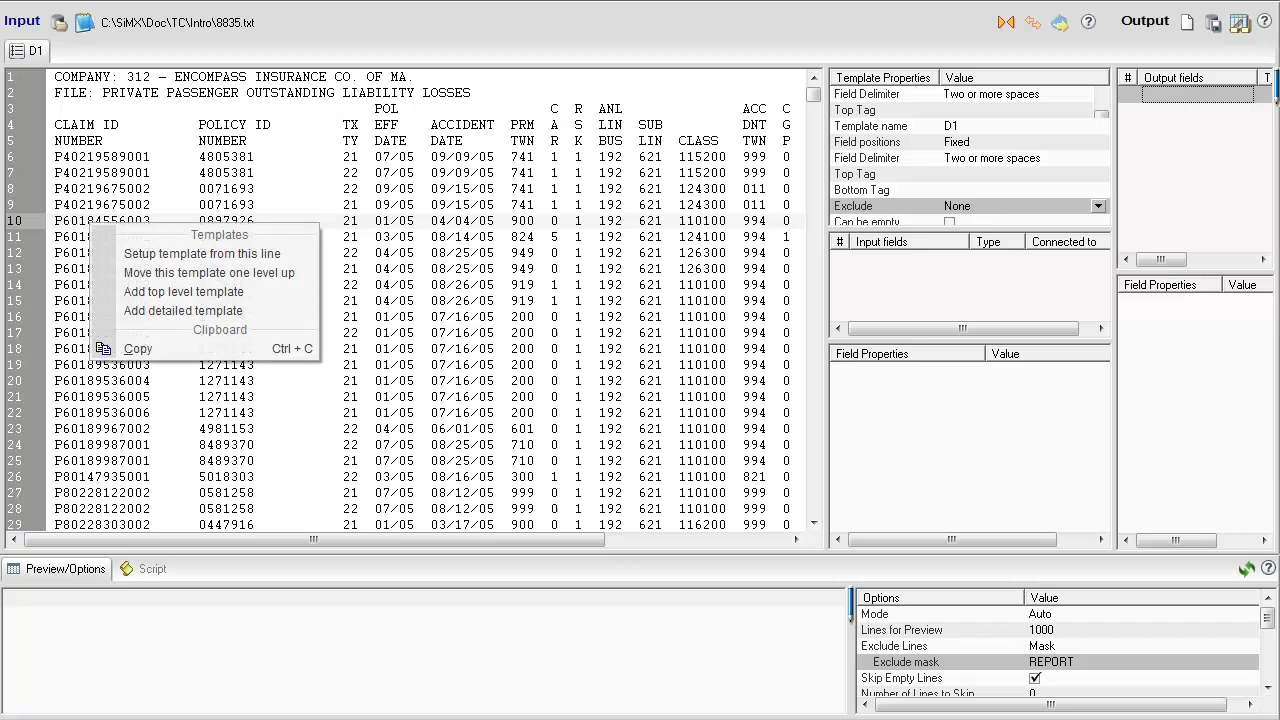 Input C:\SiMX\Doc\TC\Intro\8835.txt Output
D1
1 COMPANY: 312 - ENCOMPASS INSURANCE CO. OF MA.
2 FILE: PRIVATE PASSENGER OUTSTANDING LIABILITY LOSSES
3 POL C R ANL ACC C
4 CLAIM ID POLICY ID TX EFF ACCIDENT PRM A S LIN SUB DNT G
5 NUMBER NUMBER TX DATE DATE TWN R K BUS LIN CLASS TWN P
6 P40219589001 4805381 21 07/05 09/09/05 741 1 1 192 621 115200 999 0
7 P40219589001 4805381 22 07/05 09/09/05 741 1 1 192 621 115200 999 0
8 P40219675002 0071693 22 09/05 09/15/05 741 1 1 192 621 124300 011 0
9 P40219675002 0071693 21 09/05 09/15/05 741 1 1 192 621 124300 011 0
10 P60184556003 0897926 21 01/05 04/04/05 900 0 1 192 621 110100 994 0
11 P601 21 03/05 08/14/05 824 5 1 192 621 124100 994 1
12 P601 22 04/05 08/25/05 949 0 1 192 621 126300 994 0
13 P601 22 04/05 08/25/05 949 0 1 192 621 126300 994 0
14 P601 22 04/05 08/26/05 919 1 1 192 621 110100 994 0
15 P601 22 04/05 08/26/05 919 1 1 192 621 110100 994 0
16 P601 21 01/05 07/16/05 200 0 1 192 621 110100 994 0
17 P601 22 01/05 07/16/05 200 0 1 192 621 110100 994 0
18 P601 21 01/05 07/16/05 200 0 1 192 621 110100 994 0
19 P60189536003 1271143 21 01/05 07/16/05 200 0 1 192 621 110100 994 0
20 P60189536004 1271143 21 01/05 07/16/05 200 0 1 192 621 110100 994 0
21 P60189536005 1271143 21 01/05 07/16/05 200 0 1 192 621 110100 994 0
22 P60189536006 1271143 21 01/05 07/16/05 200 0 1 192 621 110100 994 0
23 P60189967002 4981153 22 04/05 06/01/05 601 0 1 192 621 110100 994 0
24 P60189987001 8489370 22 01/05 08/25/05 710 0 1 192 621 110100 994 0
25 P60189987001 8489370 21 01/05 08/25/05 710 0 1 192 621 110100 994 0
26 P80147935001 5018303 22 03/05 08/16/05 300 1 1 192 621 110100 821 0
27 P80228122002 0581258 21 07/05 08/12/05 999 0 1 192 621 110100 999 0
28 P80228122002 0581258 22 07/05 08/12/05 999 0 1 192 621 110100 999 0
29 P80228303002 0447916 21 01/05 08/17/05 900 0 1 192 621 116200 999 0
Templates
Setup template from this line
Move this template one level up
Add top level template
Add detailed template
Clipboard
Copy Ctrl + C
Template Properties Value
Field Delimiter Two or more spaces
Top Tag
Template name D1
Field positions Fixed
Field Delimiter Two or more spaces
Top Tag
Bottom Tag
Exclude None
Can be empty
# Input fields Type Connected to
Field Properties Value
# Output fields T
Field Properties Value
Preview/Options Script
Options Value
Mode Auto
Lines for Preview 1000
Exclude Lines Mask
Exclude mask REPORT
Skip Empty Lines
Number of Lines to Skip 0